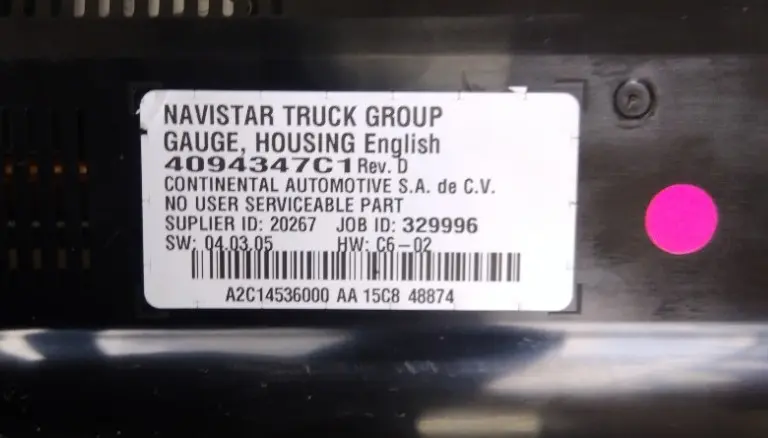 NAVISTAR TRUCK GROUP
GAUGE, HOUSING English
4094347C1 Rev. D
CONTINENTAL AUTOMOTIVE S.A. de C.V.
NO USER SERVICEABLE PART
SUPLIER ID: 20267 JOB ID: 329996
SW: 04.03.05 HW: C6-02
A2C14536000 AA 15C8 48874